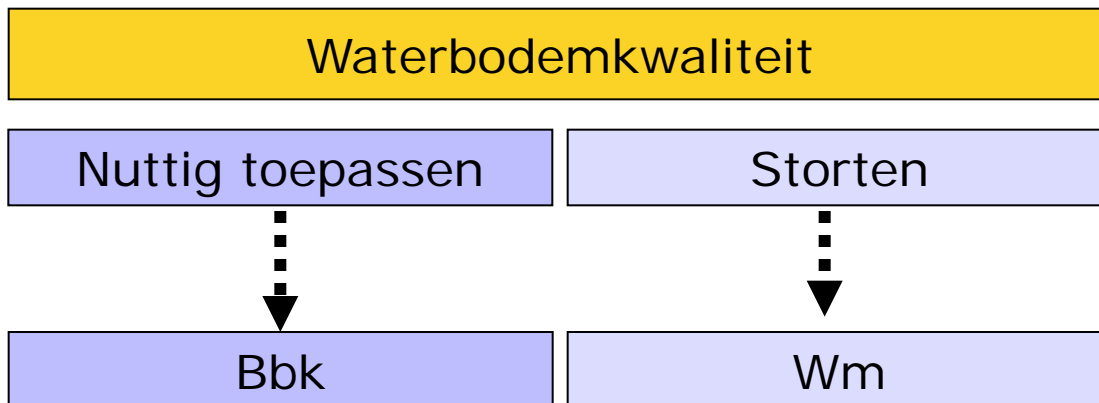 Waterbodemkwaliteit
Nuttig toepassen
Storten
Bbk
Wm